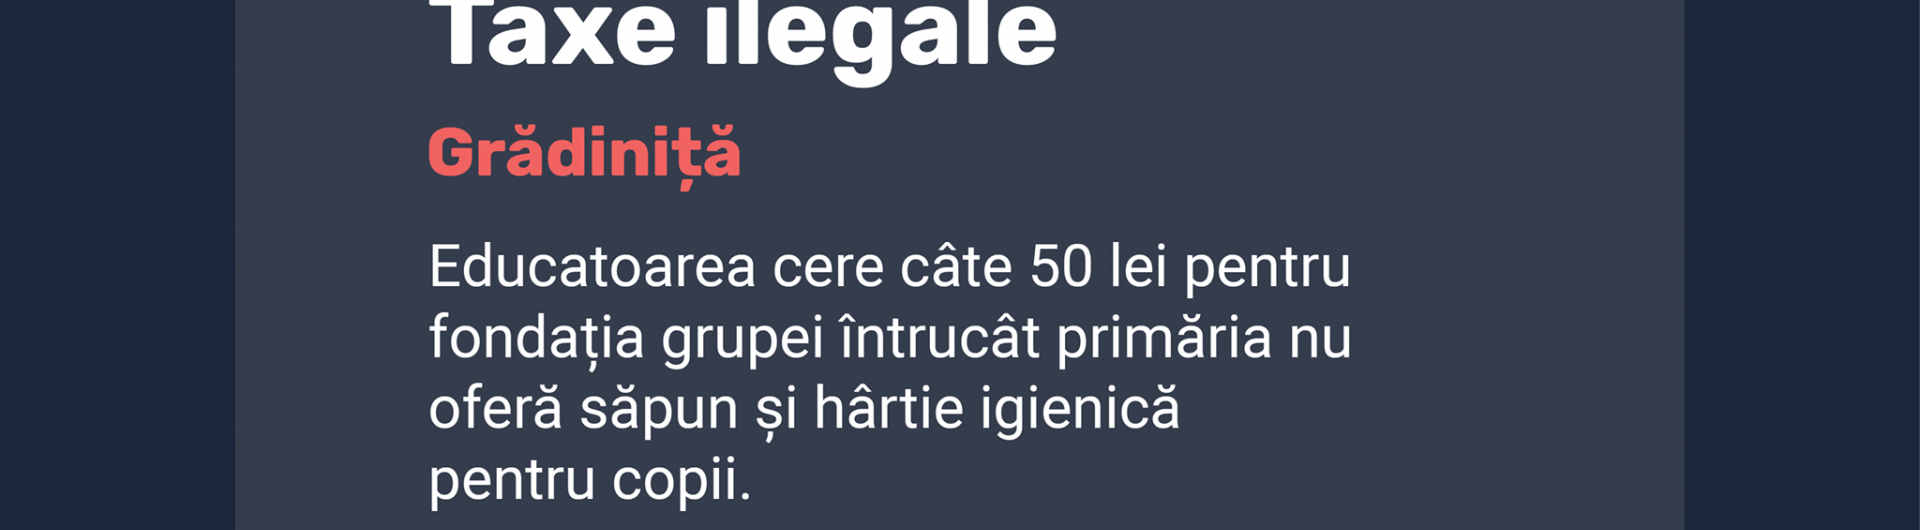 Taxe ilegale
Grădiniță
Educatoarea cere câte 50 lei pentru
fondația grupei întrucât primăria nu
oferă săpun și hârtie igienică
pentru copii.